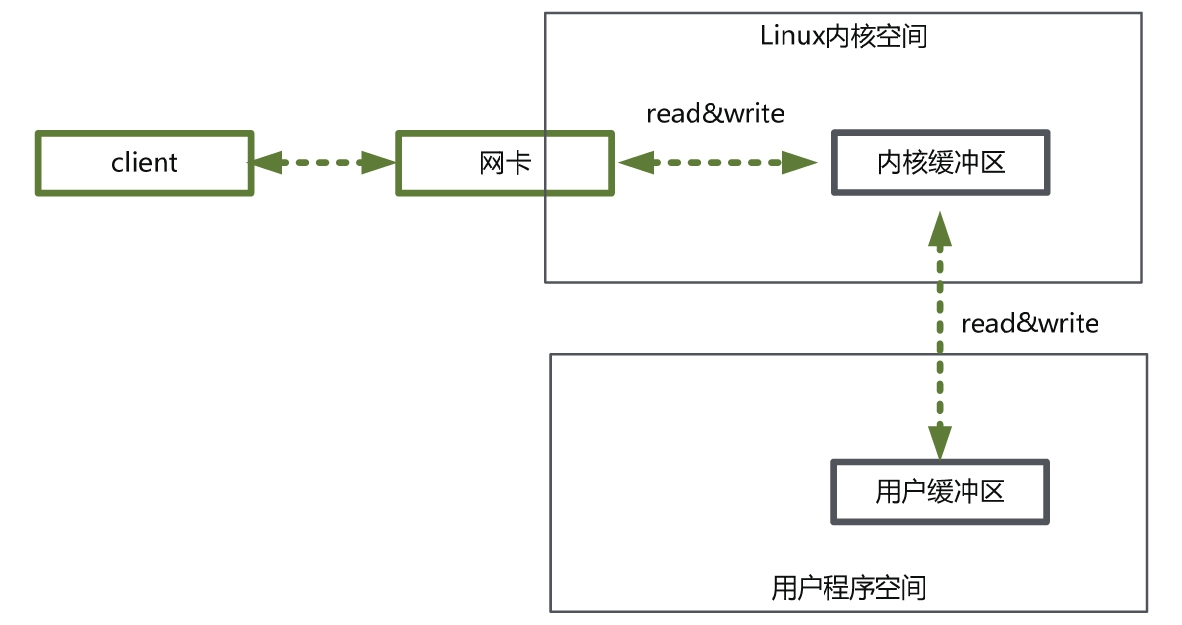 Linux内核空间
read&write
client
网卡
内核缓冲区
read&write
用户缓冲区
用户程序空间